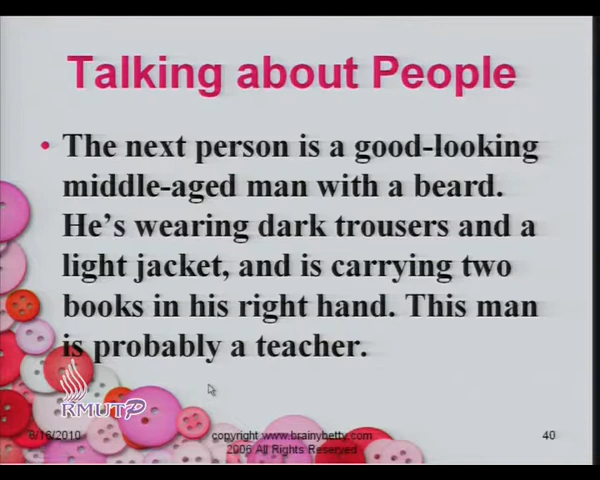 Talking about People
• The next person is a good-looking
middle-aged man with a beard.
He's wearing dark trousers and a
light jacket, and is carrying two
books in his right hand. This man
is probably a teacher.
RMUTP
8/16/2010
copyright www.brainybetty.com
2006 All Rights Reserved
40